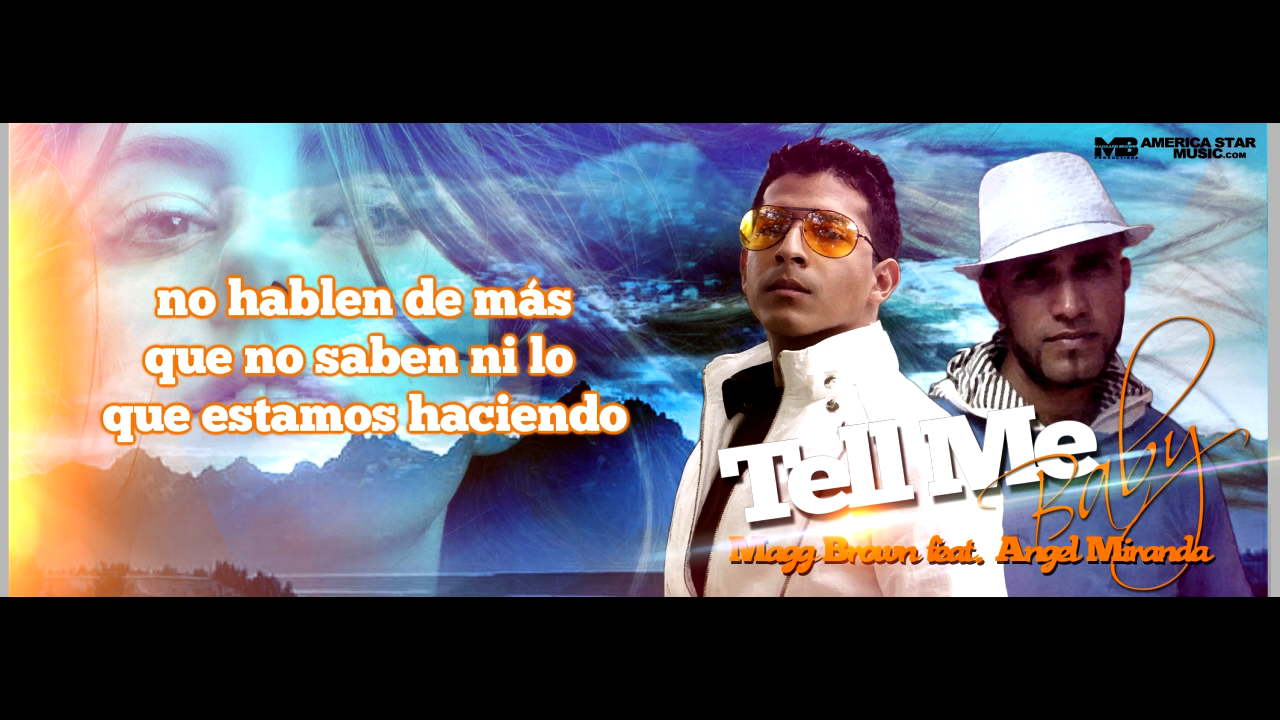 no hablen de más
que no saben ni lo
que estamos haciendo
MB AMERICA STAR
MUSIC.COM
Tell Me
Baby
Magg Brown feat. Angel Miranda